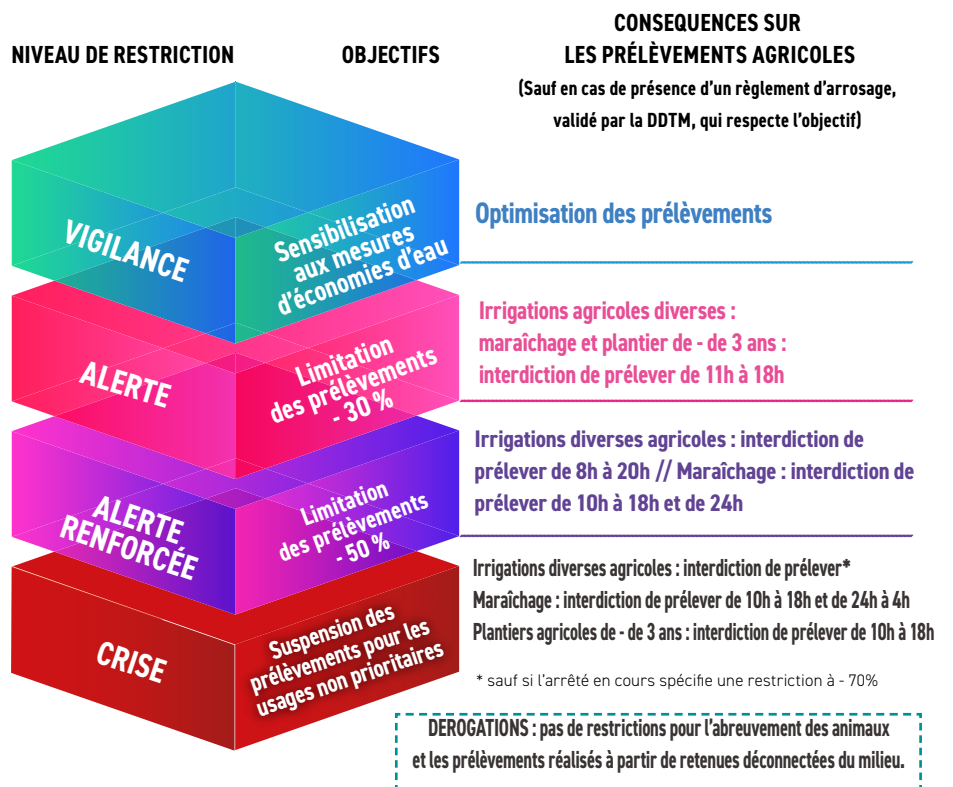 NIVEAU DE RESTRICTION
OBJECTIFS
CONSEQUENCES SUR
LES PRÉLÈVEMENTS AGRICOLES
(Sauf en cas de présence d’un règlement d’arrosage,
validé par la DDTM, qui respecte l’objectif)
VIGILANCE
Sensibilisation
aux mesures
d’économies d’eau
Optimisation des prélèvements
ALERTE
Limitation
des prélèvements
- 30 %
Irrigations agricoles diverses :
maraîchage et plantier de - de 3 ans :
interdiction de prélever de 11h à 18h
ALERTE
RENFORCÉE
Limitation
des prélèvements
- 50 %
Irrigations diverses agricoles : interdiction de
prélever de 8h à 20h // Maraîchage : interdiction de
prélever de 10h à 18h et de 24h
CRISE
Suspension des
prélèvements pour les
usages non prioritaires
Irrigations diverses agricoles : interdiction de prélever*
Maraîchage : interdiction de prélever de 10h à 18h et de 24h à 4h
Plantiers agricoles de - de 3 ans : interdiction de prélever de 10h à 18h
* sauf si l’arrêté en cours spécifie une restriction à - 70%
DEROGATIONS : pas de restrictions pour l’abreuvement des animaux
et les prélèvements réalisés à partir de retenues déconnectées du milieu.